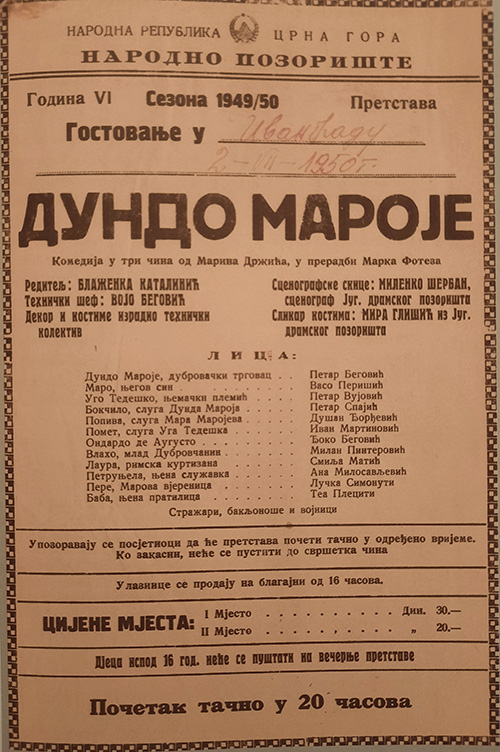 НАРОДНА РЕПУБЛИКА ЦРНА ГОРА
НАРОДНО ПОЗОРИШТЕ
Година VI Сезона 1949/50 Претстава
Гостовање у Иванграду
2-VII-1950 г.
ДУНДО МАРОЈЕ
Комедија у три чина од Марина Држића, у преради Марка Фотеза
Редитељ: БЛАЖЕНКА КАТАЛИНИЋ
Технички шеф: ВОЈО БЕГОВИЋ
Декор и костиме израдио технички
колектив
Сценографске скице: МИЛЕНКО ШЕРБАН,
сценограф Југ. драмског позоришта
Сликар костима: МИРА ГЛИШИЋ из Југ.
драмског позоришта
ЛИЦА:
Дундо Мароје, дубровачки трговац . . Петар Беговић
Маро, његов син . . . . . . . . . Васо Перишић
Уго Тедешко, њемачки племић . . . . Петар Вујовић
Бокчило, слуга Дунда Мароја . . . . Петар Спајић
Попива, слуга Мара Маројева . . . . Душан Ђорђевић
Помет, слуга Уга Тедешка . . . . . Иван Мартиновић
Ондардо де Аугусто . . . . . . . . Ђоко Беговић
Влахо, млад Дубровчанин . . . . . . Милан Пинтеровић
Лаура, римска куртизана . . . . . . Смиља Матић
Петруњела, њена служавка . . . . . Ана Милосављевић
Пере, Марова вјереница . . . . . . Лучка Симонути
Баба, њена пратилица . . . . . . . Теа Плецити
Стражари, бакљоноше и војници
Упозоравају се посјетиоци да ће претстава почети тачно у одређено вријеме.
Ко закасни, неће се пустити до свршетка чина
Улазнице се продају на благајни од 16 часова.
ЦИЈЕНЕ МЈЕСТА:
I Мјесто . . . . . . . . . . Дин. 30.—
II Мјесто . . . . . . . . . . „ 20.—
Дјеца испод 16 год. неће се пуштати на вечерње претставе
Почетак тачно у 20 часова